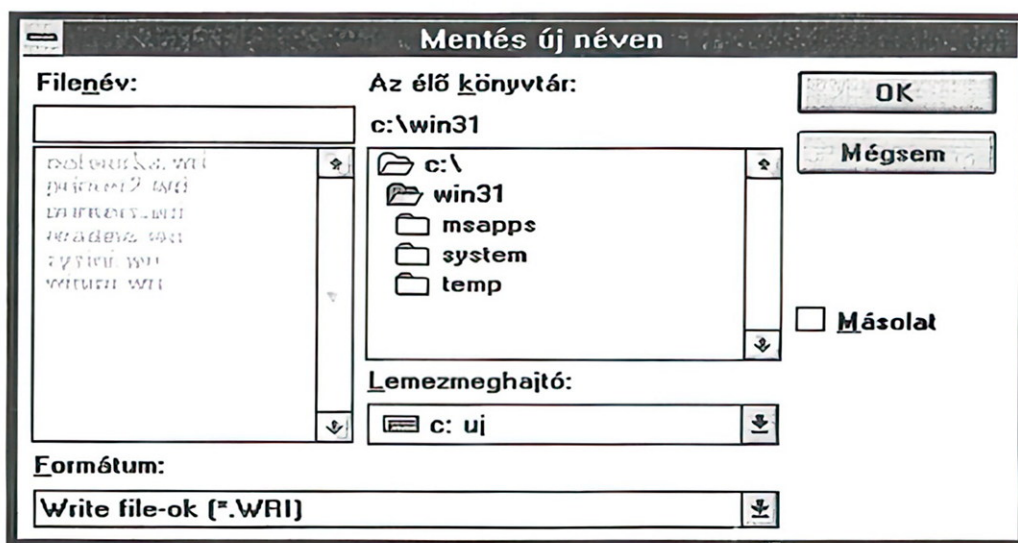 Mentés új néven
Filenév:
Az élő könyvtár:
c:\win31
OK
Mégsem
c:\
win31
msapps
system
temp
Másolat
Lemezmeghajtó:
c: uj
Formátum:
Write file-ok (*.WRI)